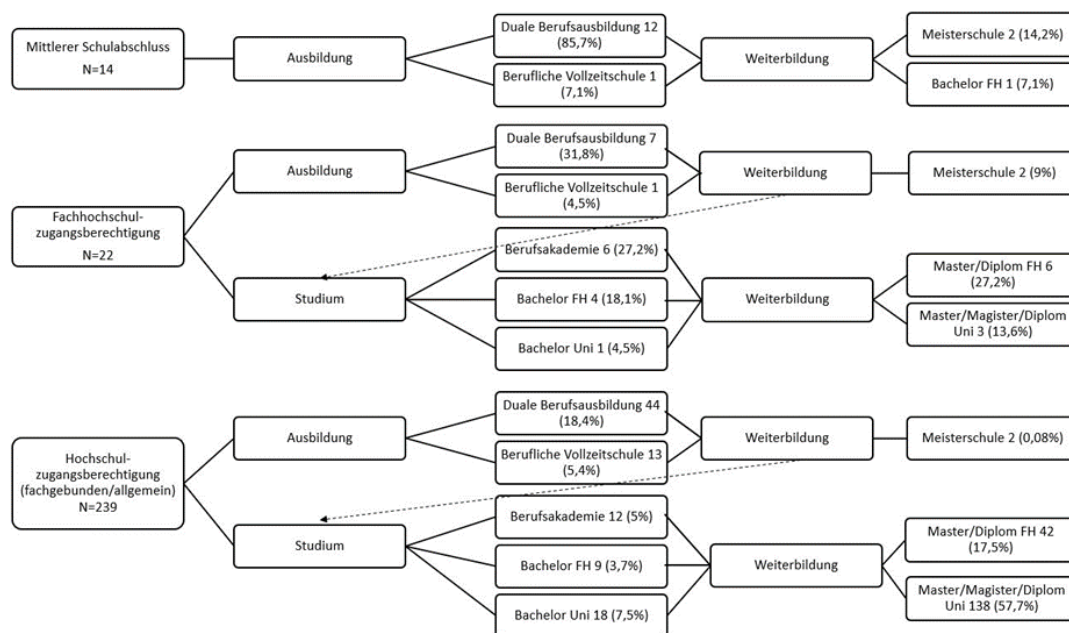 Mittlerer Schulabschluss
N=14
Ausbildung
Duale Berufsausbildung 12
(85,7%)
Berufliche Vollzeitschule 1
(7,1%)
Weiterbildung
Meisterschule 2 (14,2%)
Bachelor FH 1 (7,1%)
Fachhochschul-
zugangsberechtigung
N=22
Ausbildung
Duale Berufsausbildung 7
(31,8%)
Berufliche Vollzeitschule 1
(4,5%)
Weiterbildung
Meisterschule 2 (9%)
Studium
Berufsakademie 6 (27,2%)
Bachelor FH 4 (18,1%)
Bachelor Uni 1 (4,5%)
Weiterbildung
Master/Diplom FH 6
(27,2%)
Master/Magister/Diplom
Uni 3 (13,6%)
Hochschul-
zugangsberechtigung
(fachgebunden/allgemein)
N=239
Ausbildung
Duale Berufsausbildung 44
(18,4%)
Berufliche Vollzeitschule 13
(5,4%)
Weiterbildung
Meisterschule 2 (0,08%)
Studium
Berufsakademie 12 (5%)
Bachelor FH 9 (3,7%)
Bachelor Uni 18 (7,5%)
Weiterbildung
Master/Diplom FH 42
(17,5%)
Master/Magister/Diplom
Uni 138 (57,7%)